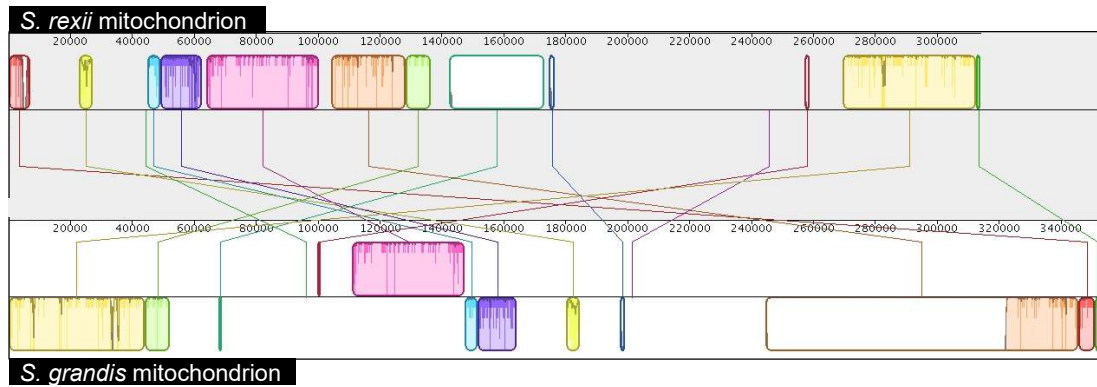 S. rexii mitochondrion
20000 40000 60000 80000 100000 120000 140000 160000 180000 200000 220000 240000 260000 280000 300000
20000 40000 60000 80000 100000 120000 140000 160000 180000 200000 220000 240000 260000 280000 300000 320000 340000
S. grandis mitochondrion